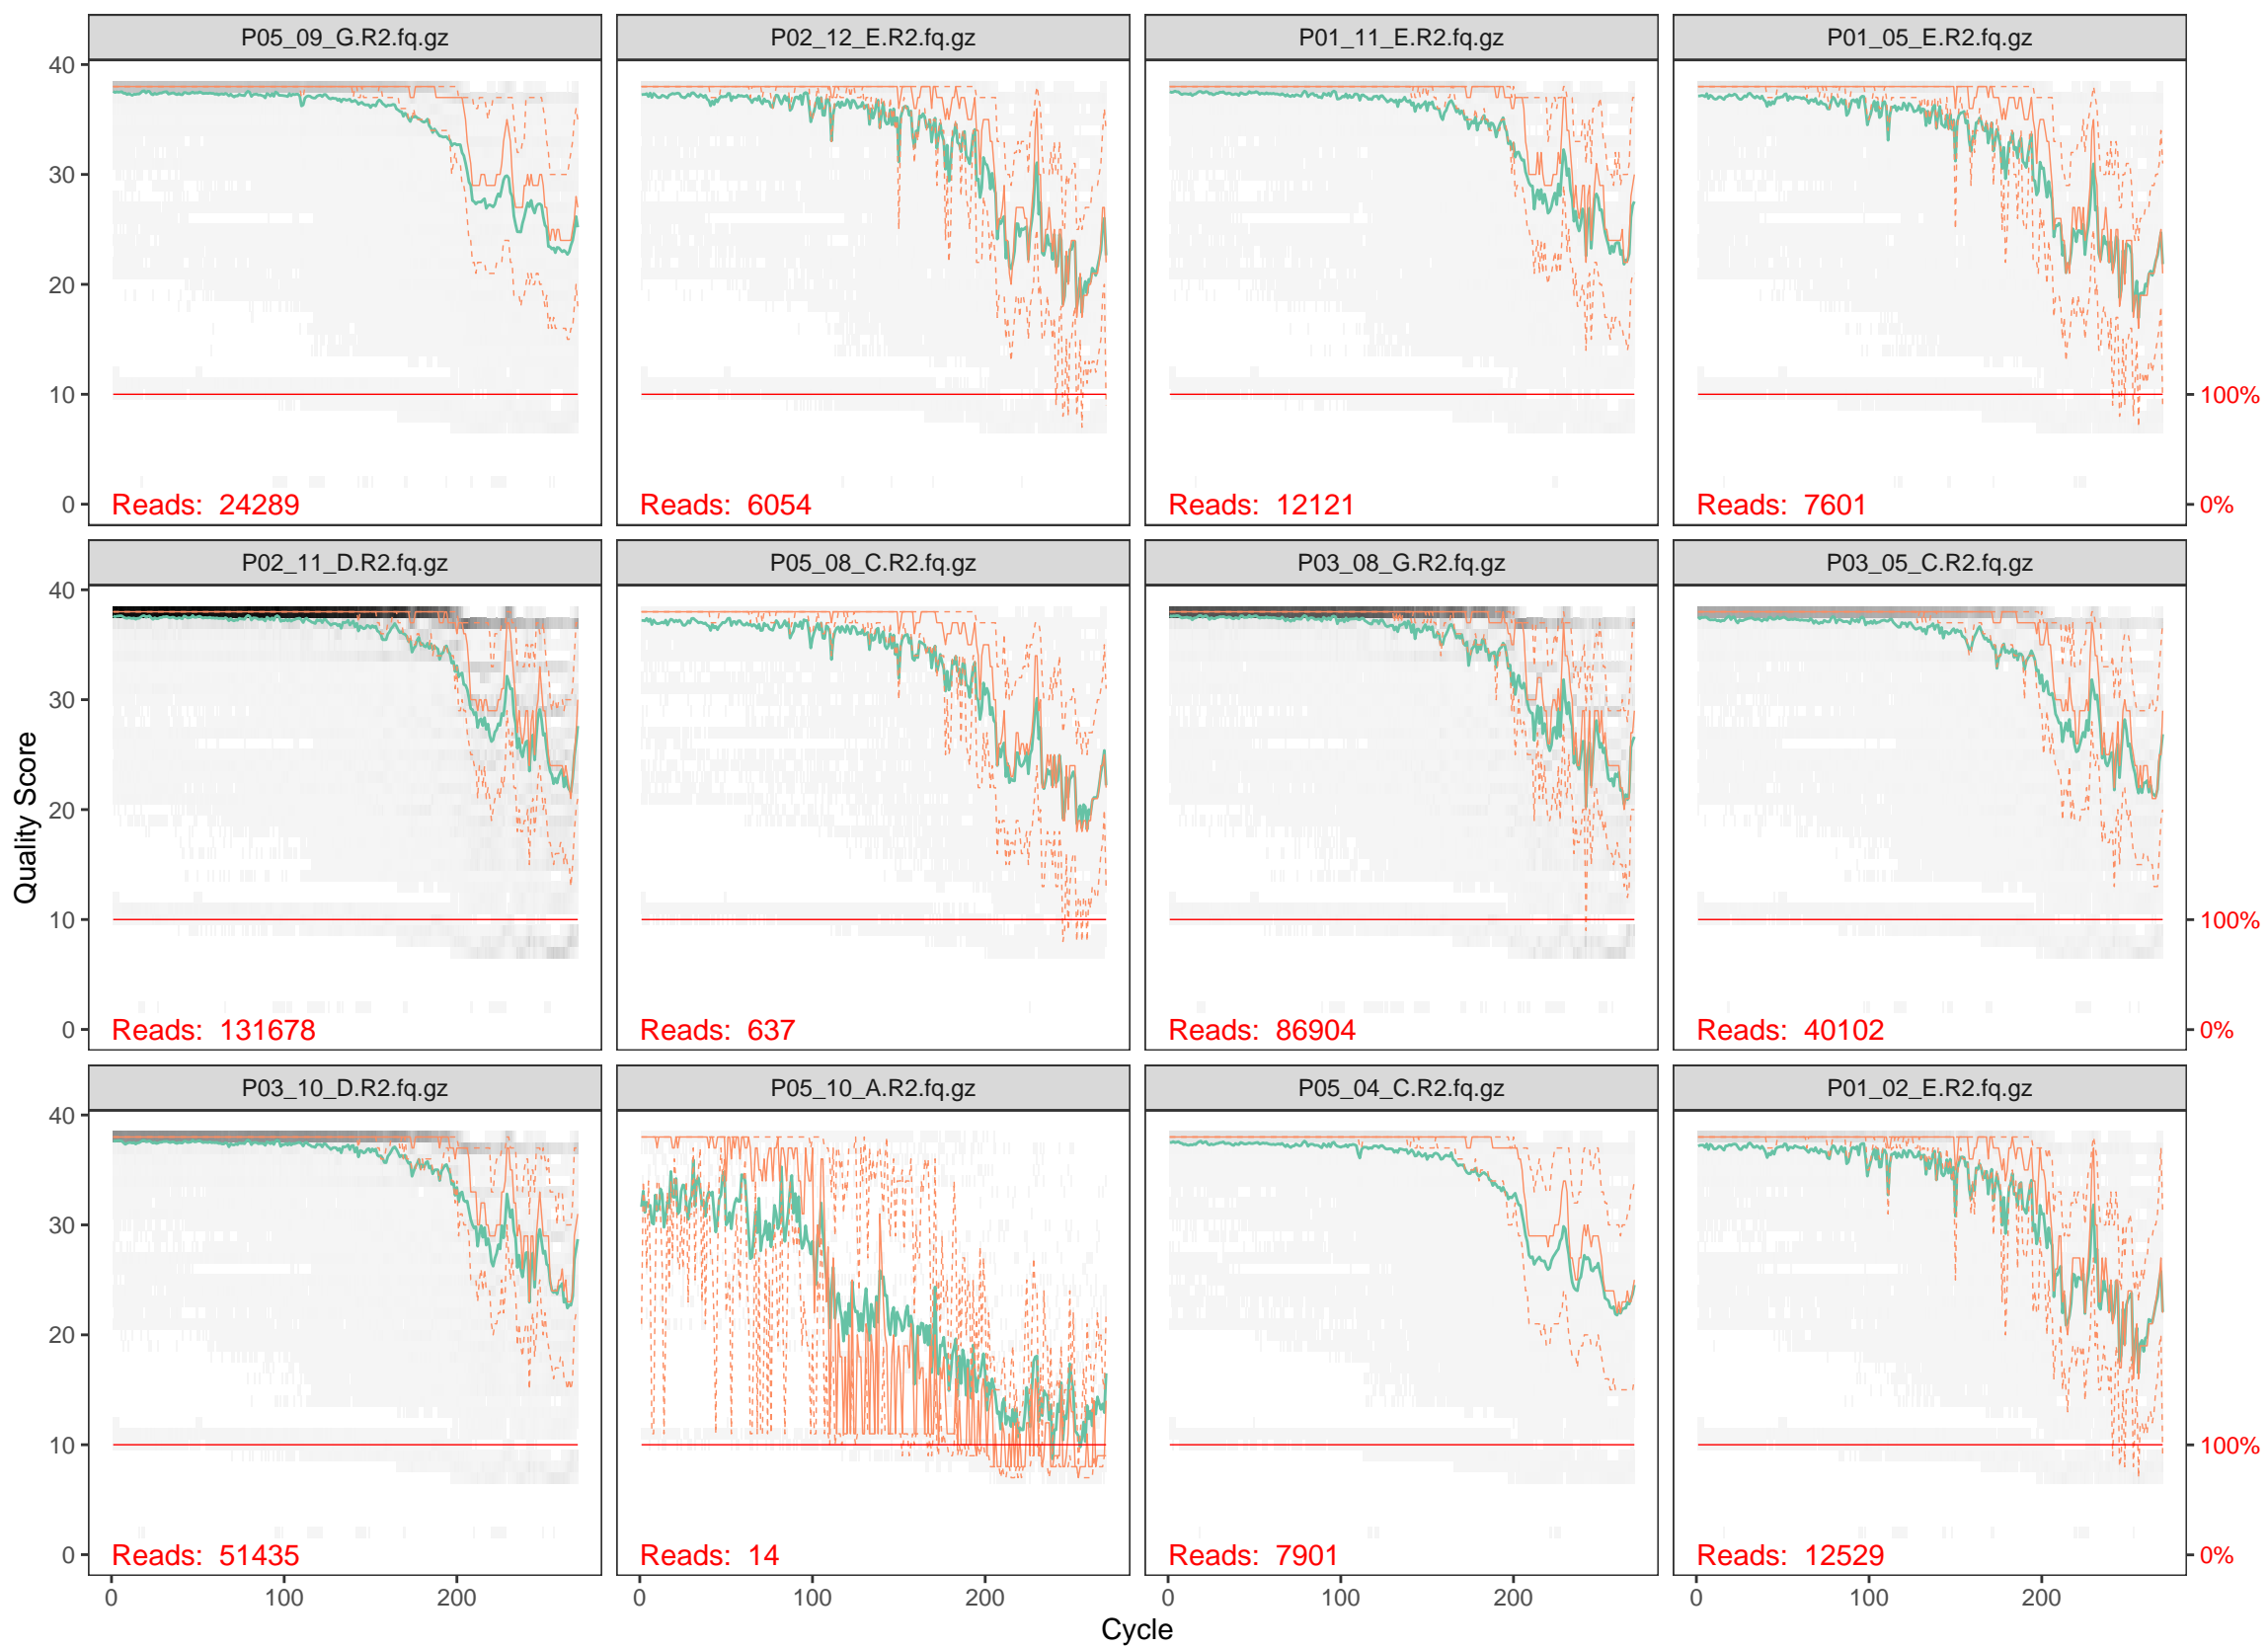 P05_09_G.R2.fq.gz
P02_12_E.R2.fq.gz
P01_11_E.R2.fq.gz
P01_05_E.R2.fq.gz
40
30
20
10
0
Reads: 24289
Reads: 6054
Reads: 12121
Reads: 7601
100%
0%
P02_11_D.R2.fq.gz
P05_08_C.R2.fq.gz
P03_08_G.R2.fq.gz
P03_05_C.R2.fq.gz
40
30
20
10
0
Quality Score
Reads: 131678
Reads: 637
Reads: 86904
Reads: 40102
100%
0%
P03_10_D.R2.fq.gz
P05_10_A.R2.fq.gz
P05_04_C.R2.fq.gz
P01_02_E.R2.fq.gz
40
30
20
10
0
Reads: 51435
Reads: 14
Reads: 7901
Reads: 12529
100%
0%
0 100 200
0 100 200
0 100 200
0 100 200
Cycle